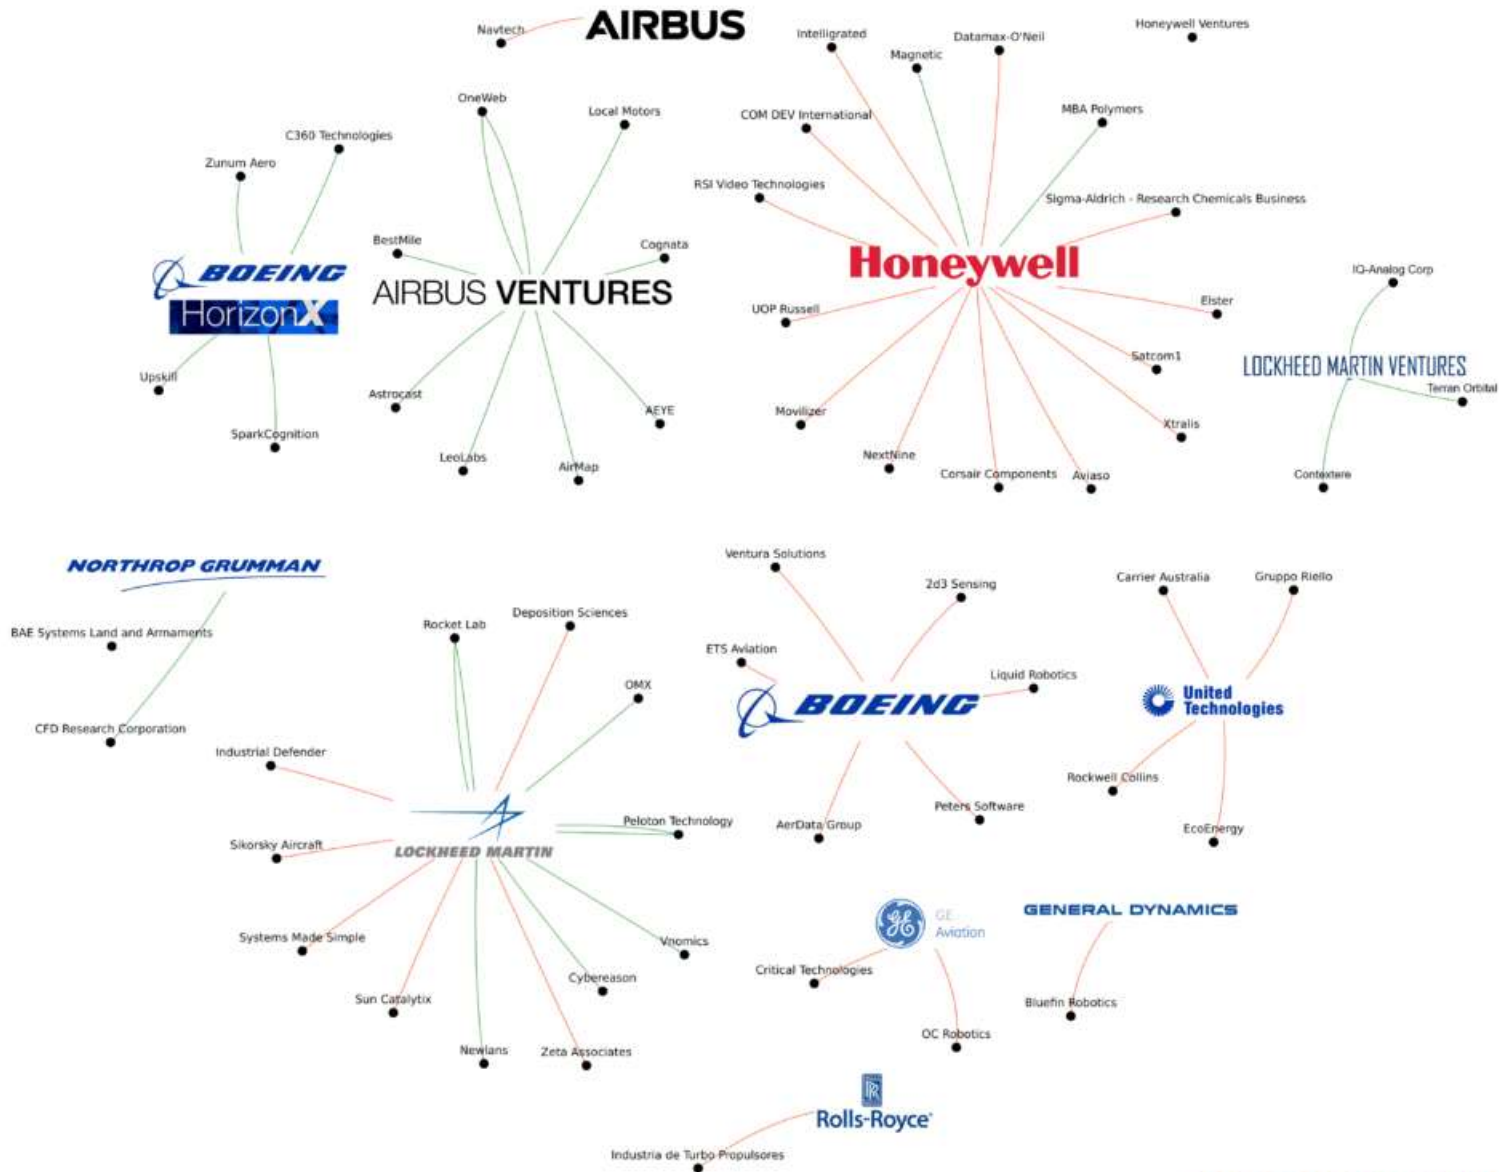 Navtech
AIRBUS
Intelligrated
Magnetic
Datamax-O'Neil
Honeywell Ventures
OneWeb
Local Motors
COM DEV International
MBA Polymers
C360 Technologies
Zunum Aero
RSI Video Technologies
Sigma-Aldrich - Research Chemicals Business
BestMile
Cognata
BOEING
HorizonX
AIRBUS VENTURES
Honeywell
IQ-Analog Corp
UOP Russell
Elster
Satcom1
LOCKHEED MARTIN VENTURES
Terran Orbital
Upskill
Astrocast
AEYE
Movilizer
Xtralis
SparkCognition
LeoLabs
AirMap
NextNine
Corsair Components
Aviaso
Contextere
NORTHROP GRUMMAN
BAE Systems Land and Armaments
CFD Research Corporation
Rocket Lab
Deposition Sciences
OMX
Industrial Defender
Peloton Technology
Sikorsky Aircraft
LOCKHEED MARTIN
Systems Made Simple
Vnomics
Cybereason
Sun Catalytix
Newlans
Zeta Associates
Ventura Solutions
2d3 Sensing
ETS Aviation
Liquid Robotics
BOEING
AerData Group
Peters Software
Carrier Australia
Gruppo Riello
United
Technologies
Rockwell Collins
EcoEnergy
GE
Aviation
Critical Technologies
OC Robotics
GENERAL DYNAMICS
Bluefin Robotics
RR
Rolls-Royce
Industria de Turbo Propulsores